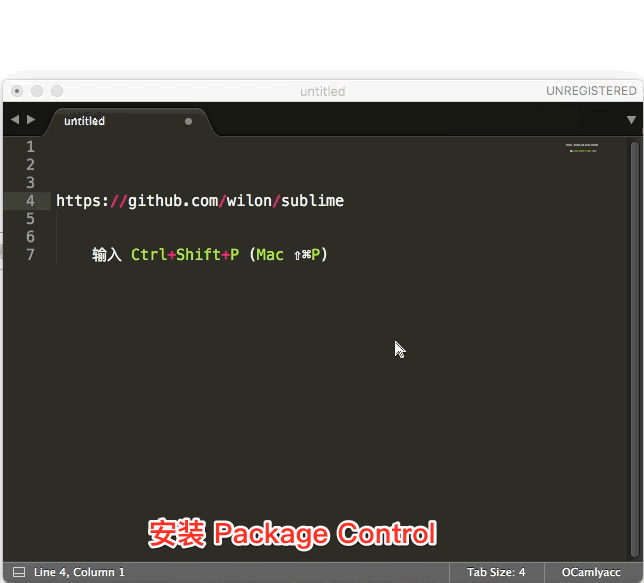 untitled
UNREGISTERED
untitled
1
2
3
4 https://github.com/wilon/sublime
5
6
7 输入 Ctrl+Shift+P (Mac ⇧⌘P)
安装 Package Control
Line 4, Column 1
Tab Size: 4
OCamlyacc